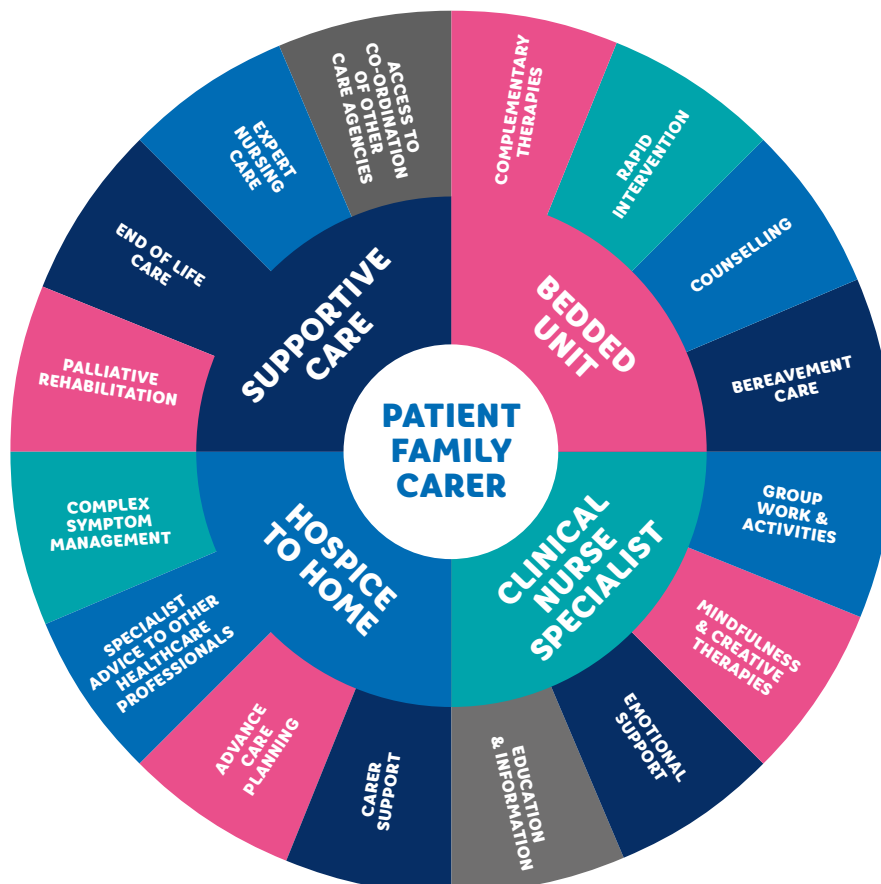 PATIENT
FAMILY
CARER
SUPPORTIVE
CARE
BEDDED
UNIT
CLINICAL
NURSE
SPECIALIST
HOSPICE
TO HOME
COMPLEMENTARY
THERAPIES
RAPID
INTERVENTION
COUNSELLING
BEREAVEMENT
CARE
GROUP
WORK &
ACTIVITIES
MINDFULNESS
& CREATIVE
THERAPIES
EMOTIONAL
SUPPORT
EDUCATION
& INFORMATION
CARER
SUPPORT
ADVANCE
CARE
PLANNING
SPECIALIST
ADVICE TO OTHER
HEALTHCARE
PROFESSIONALS
COMPLEX
SYMPTOM
MANAGEMENT
PALLIATIVE
REHABILITATION
END OF LIFE
CARE
EXPERT
NURSING
CARE
ACCESS TO
CO-ORDINATION
OF OTHER
CARE AGENCIES